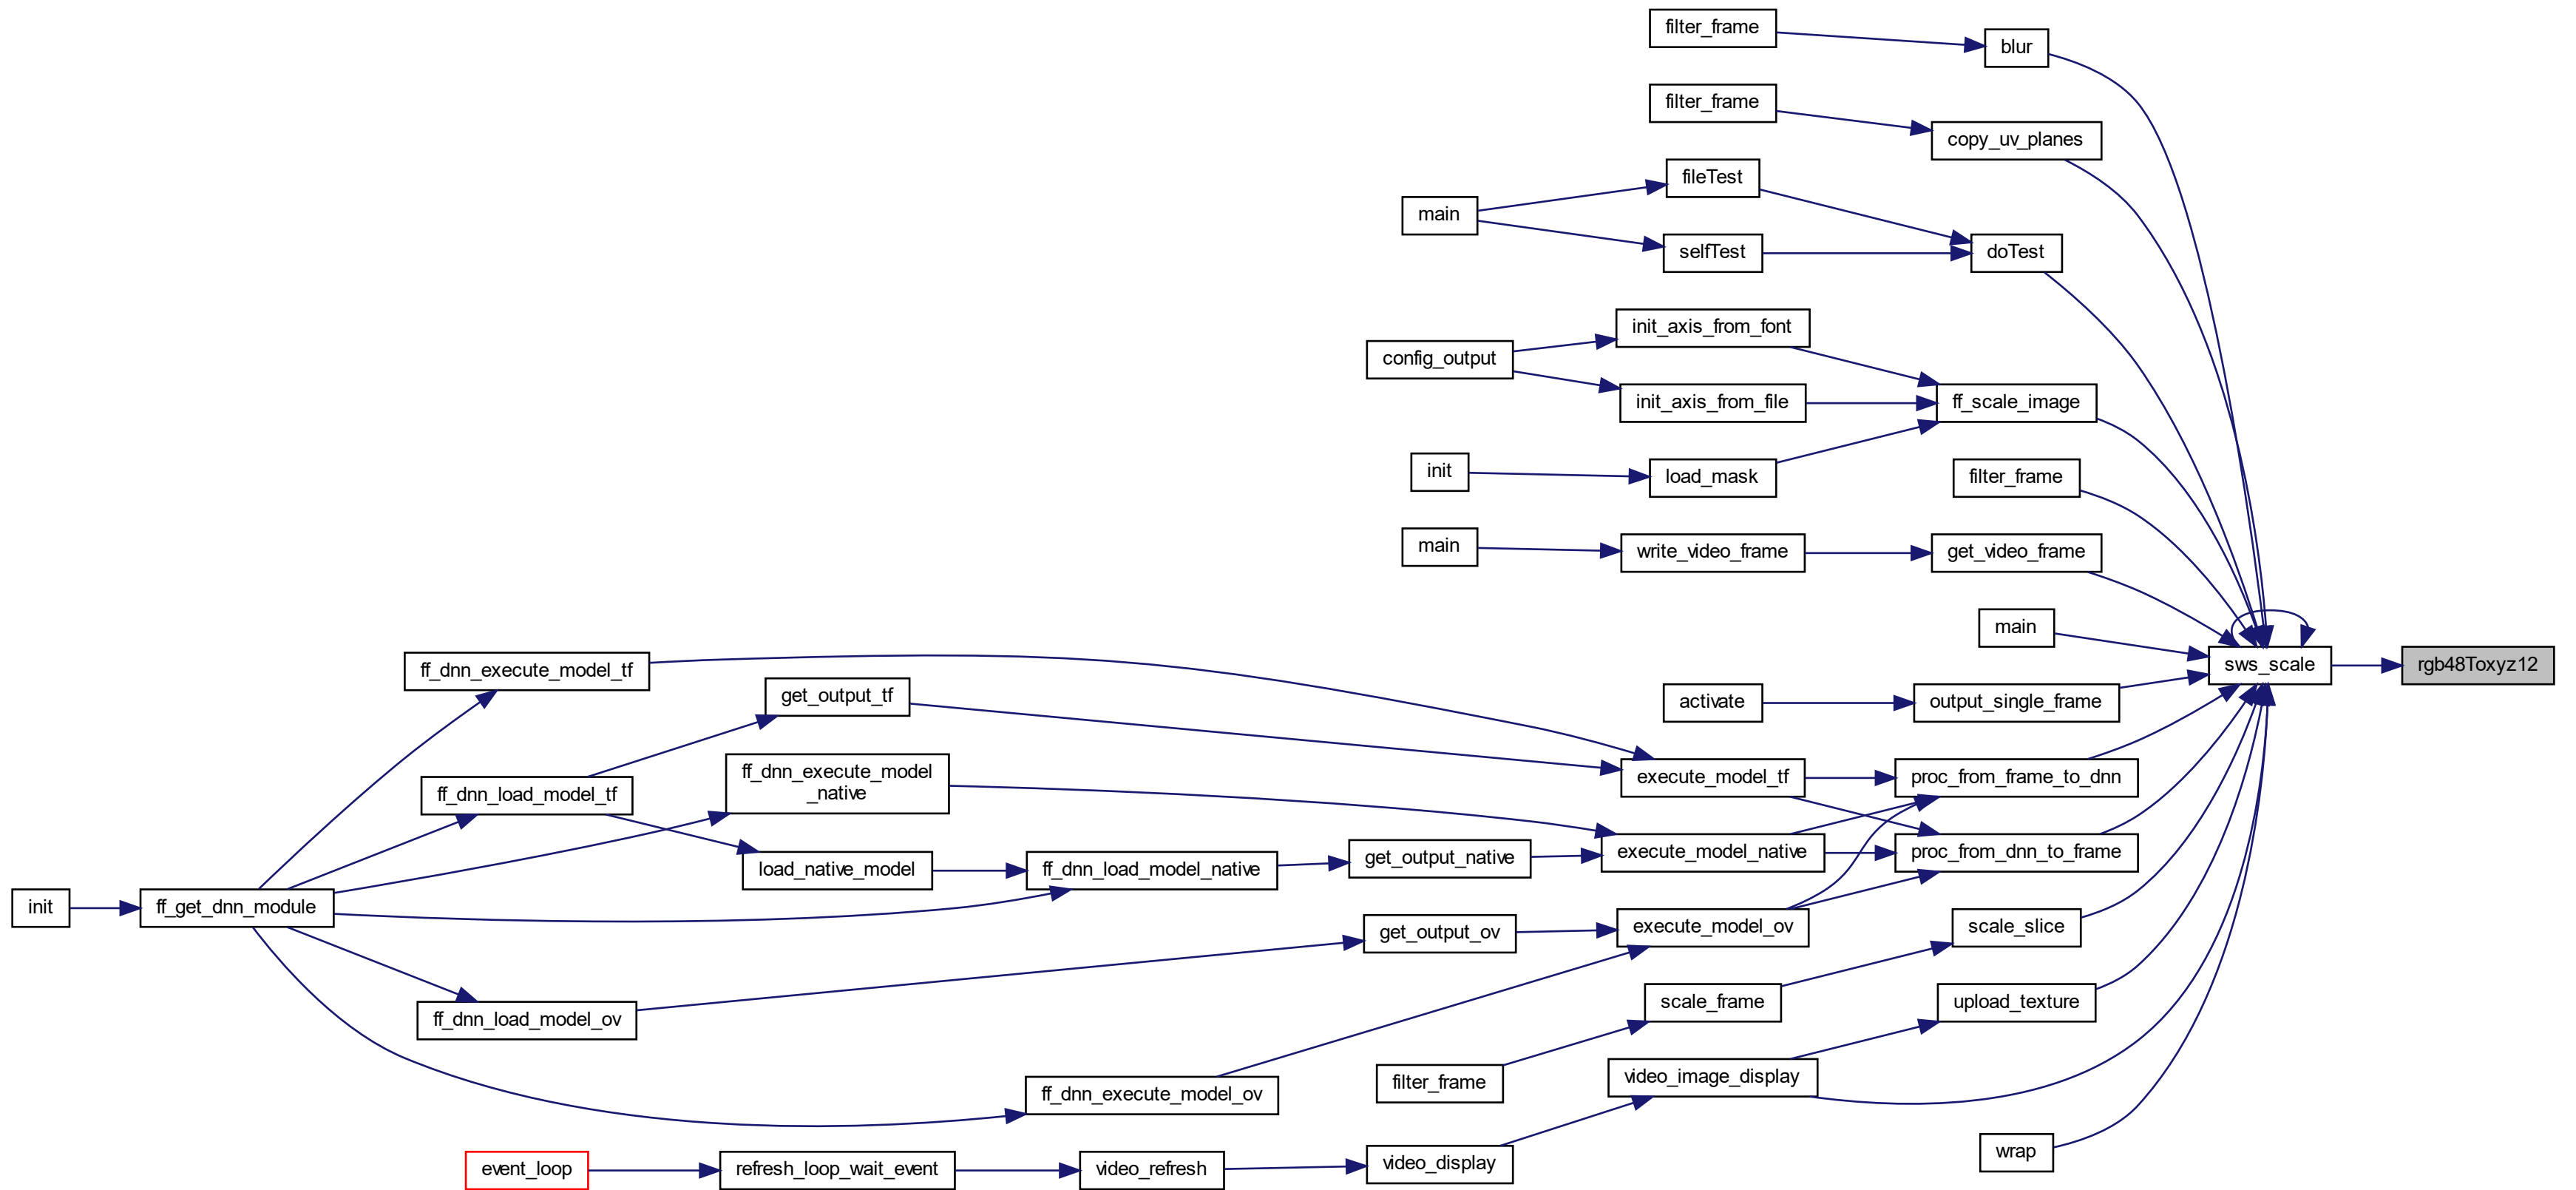 filter_frame
blur
filter_frame
copy_uv_planes
fileTest
main
selfTest
doTest
init_axis_from_font
config_output
init_axis_from_file
ff_scale_image
init
load_mask
filter_frame
main
write_video_frame
get_video_frame
main
sws_scale
rgb48Toxyz12
ff_dnn_execute_model_tf
get_output_tf
activate
output_single_frame
ff_dnn_execute_model
_native
execute_model_tf
proc_from_frame_to_dnn
ff_dnn_load_model_tf
load_native_model
ff_dnn_load_model_native
get_output_native
execute_model_native
proc_from_dnn_to_frame
init
ff_get_dnn_module
get_output_ov
execute_model_ov
scale_slice
ff_dnn_load_model_ov
scale_frame
upload_texture
ff_dnn_execute_model_ov
filter_frame
video_image_display
event_loop
refresh_loop_wait_event
video_refresh
video_display
wrap